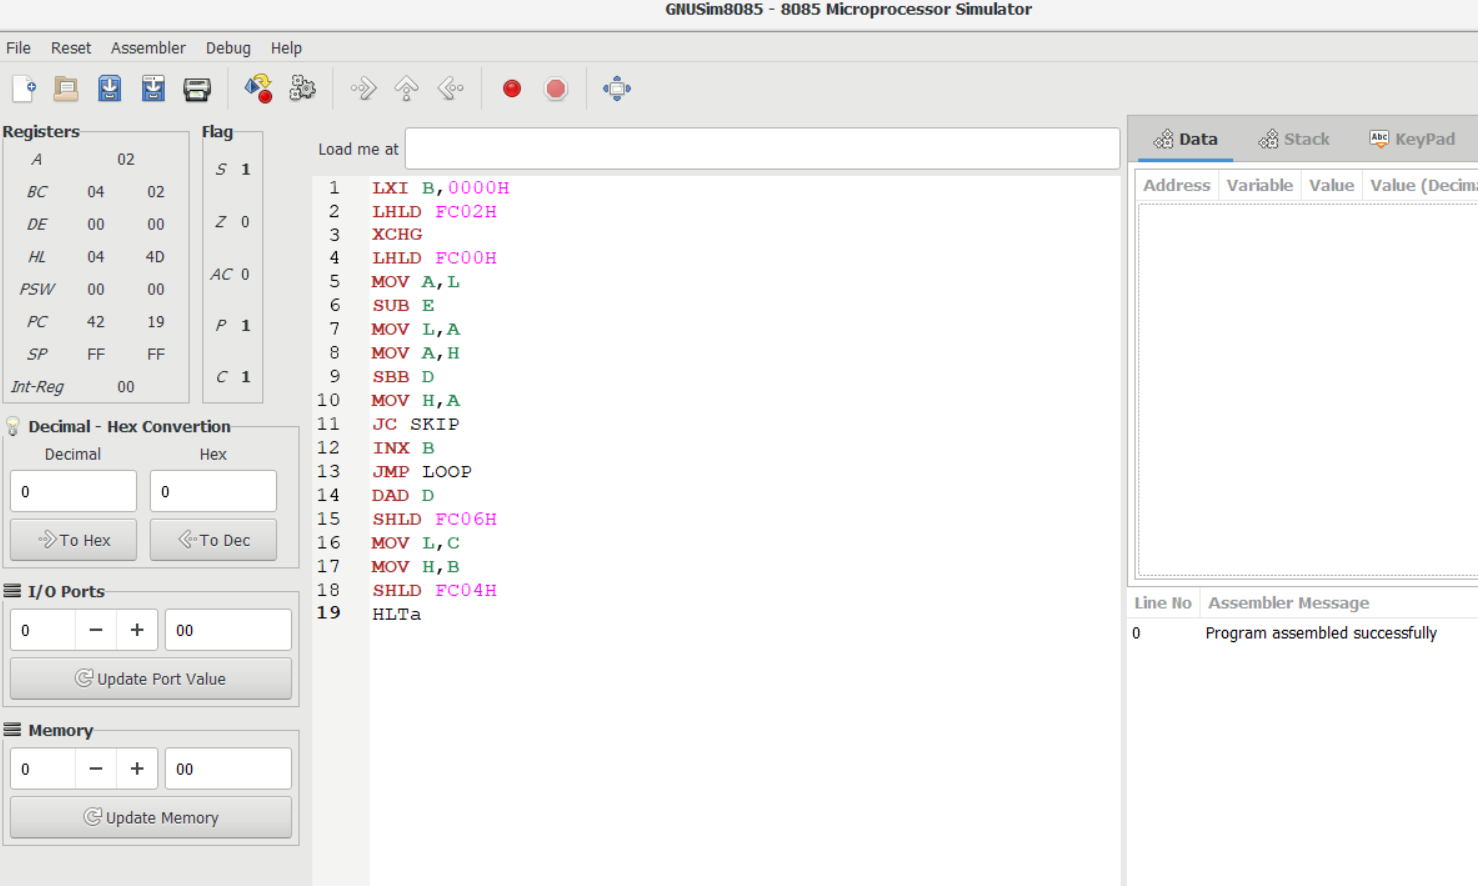 GNUSim8085 - 8085 Microprocessor Simulator
File Reset Assembler Debug Help
Registers
A 02
BC 04 02
DE 00 00
HL 04 4D
PSW 00 00
PC 42 19
SP FF FF
Int-Reg 00
Flag
S 1
Z 0
AC 0
P 1
C 1
Decimal - Hex Convertion
Decimal Hex
0 0
To Hex To Dec
I/O Ports
0 − + 00
Update Port Value
Memory
0 − + 00
Update Memory
Load me at
1 LXI B,0000H
2 LHLD FC02H
3 XCHG
4 LHLD FC00H
5 MOV A,L
6 SUB E
7 MOV L,A
8 MOV A,H
9 SBB D
10 MOV H,A
11 JC SKIP
12 INX B
13 JMP LOOP
14 DAD D
15 SHLD FC06H
16 MOV L,C
17 MOV H,B
18 SHLD FC04H
19 HLTa
Data Stack Abc KeyPad
Address Variable Value Value (Decima
Line No Assembler Message
0 Program assembled successfully